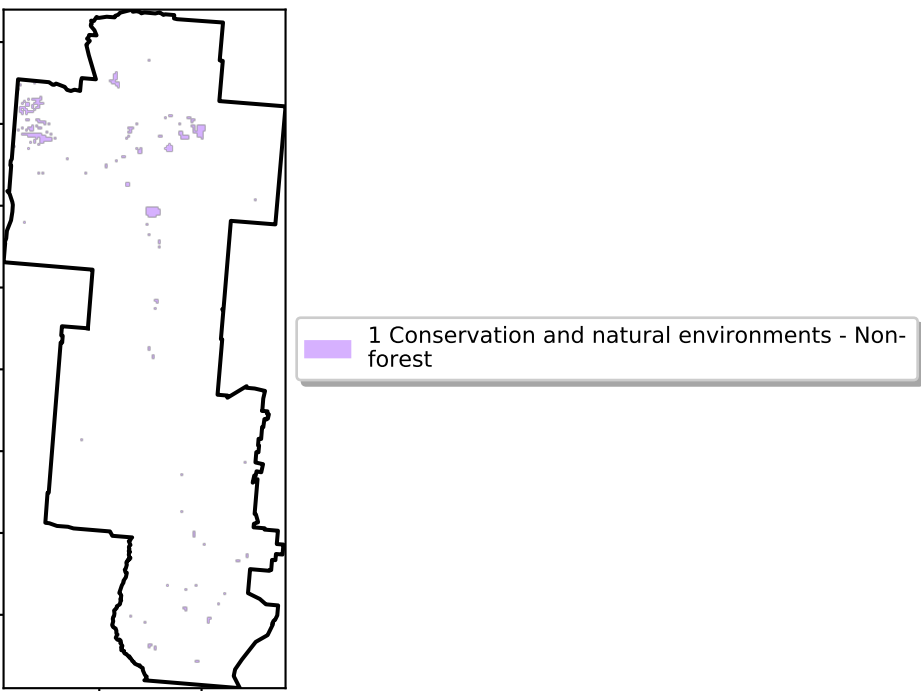 1 Conservation and natural environments - Non-
forest